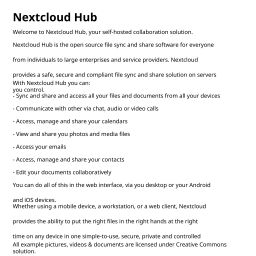 Nextcloud Hub
Welcome to Nextcloud Hub, your self-hosted collaboration solution.
Nextcloud Hub is the open source file sync and share software for everyone
from individuals to large enterprises and service providers. Nextcloud
provides a safe, secure and compliant file sync and share solution on servers
you control.
With Nextcloud Hub you can:
- Sync and share and access all your files and documents from all your devices
- Communicate with other via chat, audio or video calls
- Access, manage and share your calendars
- View and share you photos and media files
- Access your emails
- Access, manage and share your contacts
- Edit your documents collaboratively
You can do all of this in the web interface, via you desktop or your Android
and iOS devices.
Whether using a mobile device, a workstation, or a web client, Nextcloud
provides the ability to put the right files in the right hands at the right
time on any device in one simple-to-use, secure, private and controlled
All example pictures, videos & documents are licensed under Creative Commons
solution.